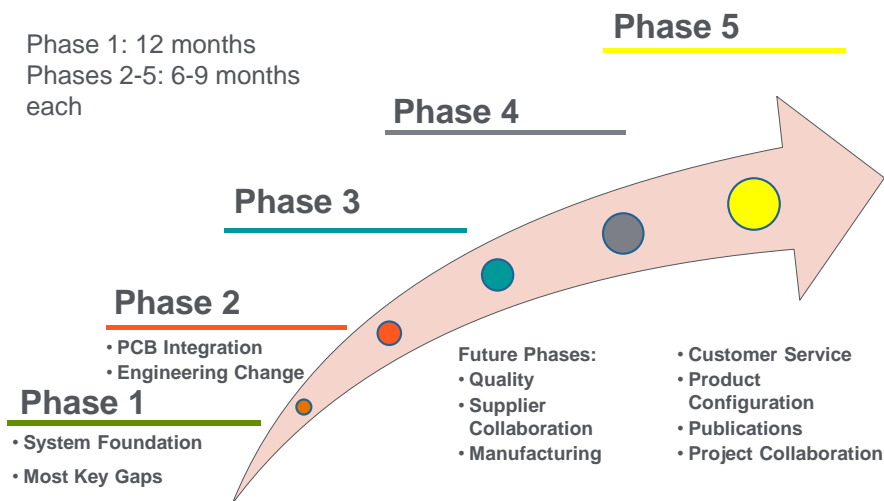 Phase 1: 12 months
Phases 2-5: 6-9 months
each
Phase 5
Phase 4
Phase 3
Phase 2
• PCB Integration
• Engineering Change
Phase 1
• System Foundation
• Most Key Gaps
Future Phases:
• Quality
• Supplier
Collaboration
• Manufacturing
• Customer Service
• Product
Configuration
• Publications
• Project Collaboration